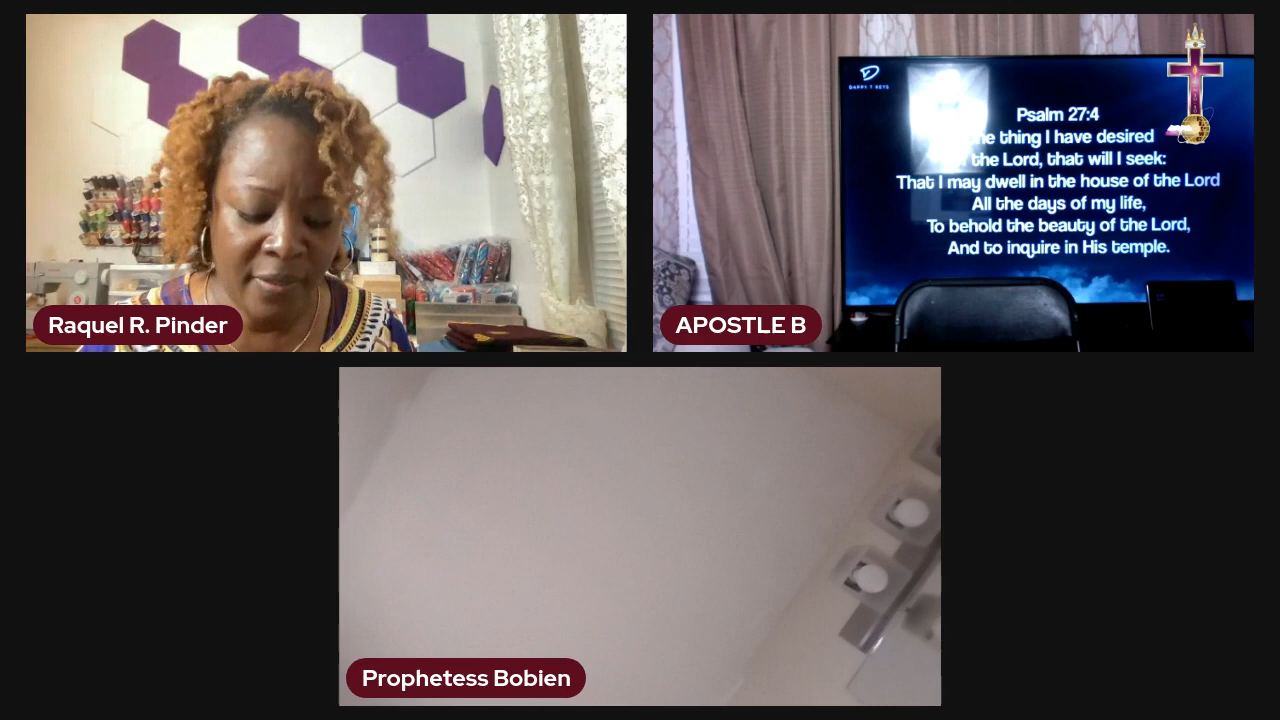 DAPPY T KEYS
Psalm 27:4
thing I have desired
the Lord, that will I seek:
That I may dwell in the house of the Lord
All the days of my life,
To behold the beauty of the Lord,
And to inquire in His temple.
Raquel R. Pinder
APOSTLE B
Prophetess Bobien